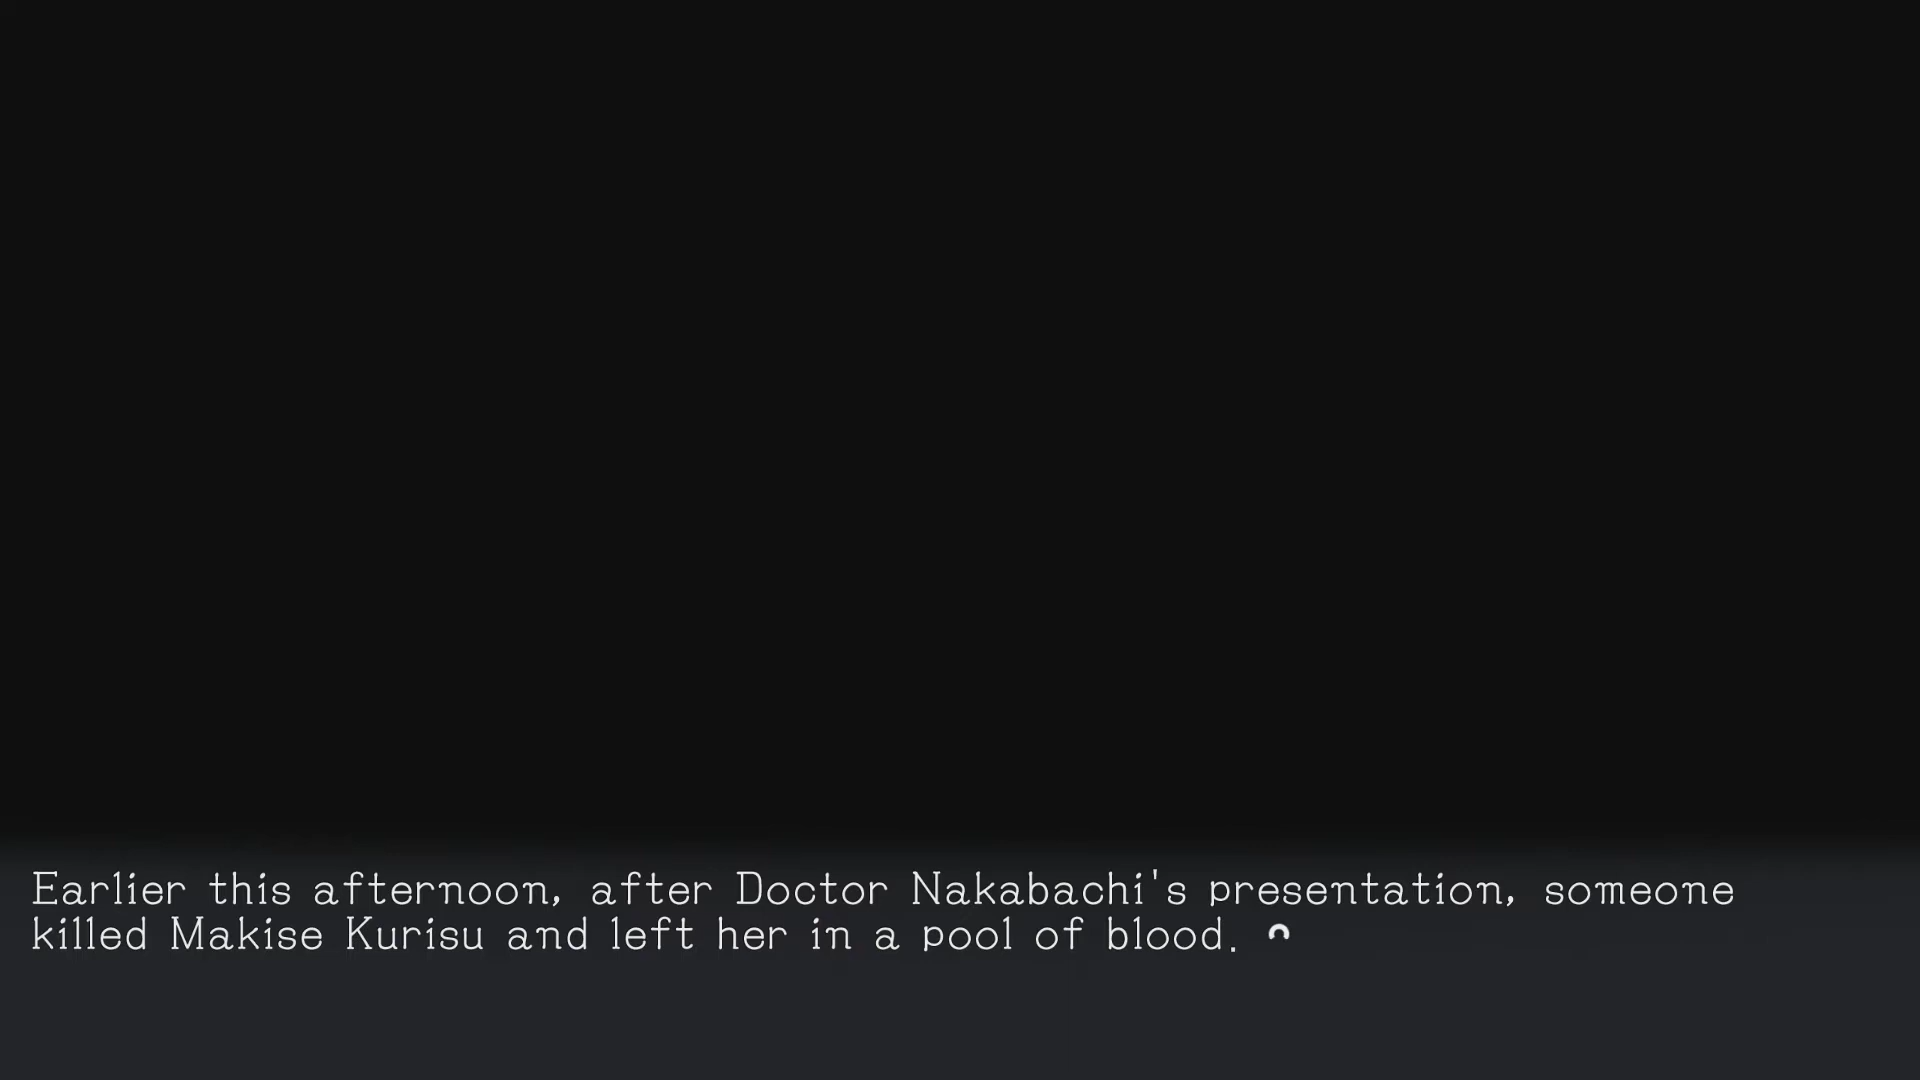 Earlier this afternoon, after Doctor Nakabachi's presentation, someone
killed Makise Kurisu and left her in a pool of blood.